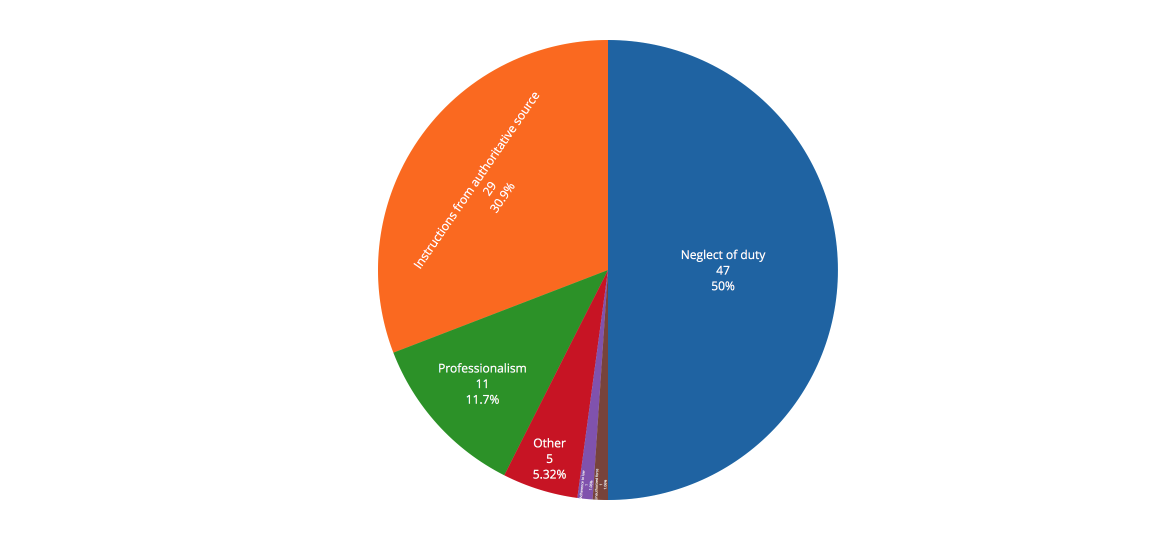 Instructions from authoritative source
29
30.9%
Neglect of duty
47
50%
Professionalism
11
11.7%
Other
5
5.32%